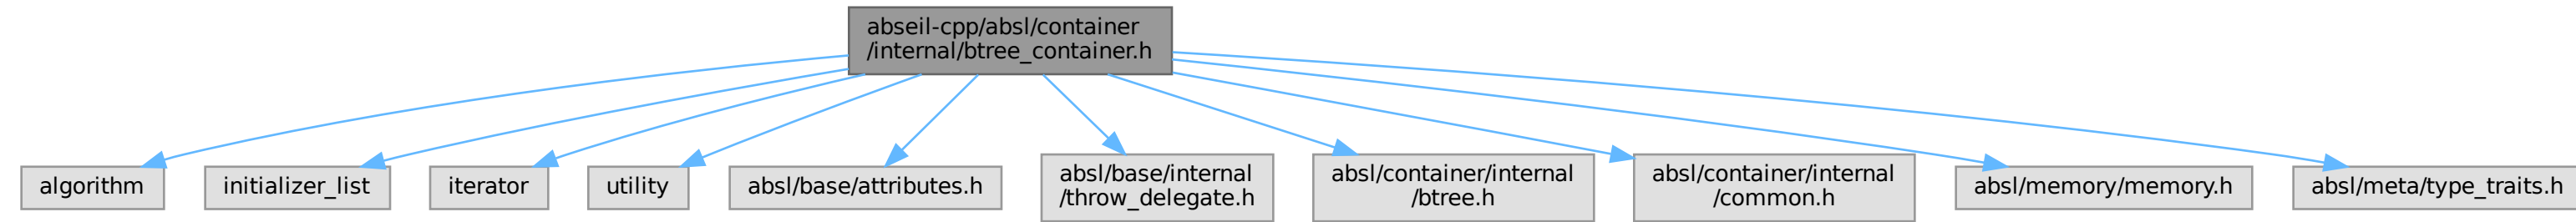 abseil-cpp/absl/container
/internal/btree_container.h
algorithm
initializer_list
iterator
utility
absl/base/attributes.h
absl/base/internal
/throw_delegate.h
absl/container/internal
/btree.h
absl/container/internal
/common.h
absl/memory/memory.h
absl/meta/type_traits.h